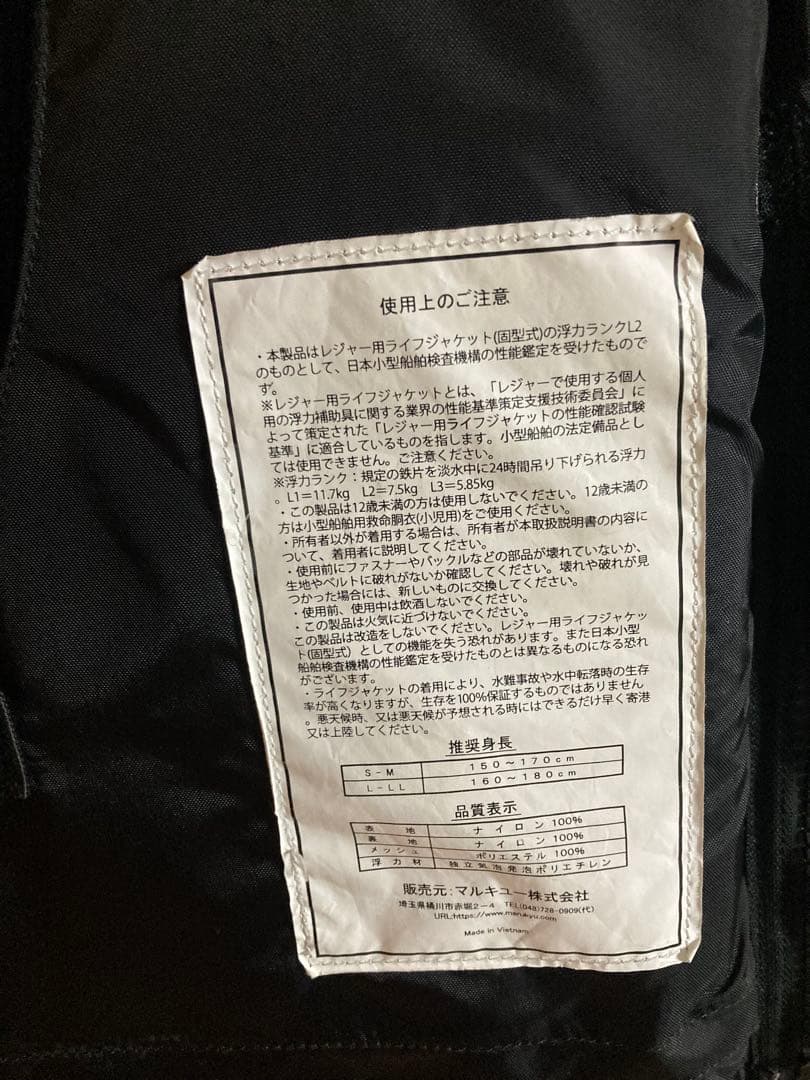 使用上のご注意
・本製品はレジャー用ライフジャケット(固型式)の浮力ランクL2
のものとして、日本小型船舶検査機構の性能鑑定を受けたもので
す。
※レジャー用ライフジャケットとは、「レジャーで使用する個人
用の浮力補助具に関する業界の性能基準策定支援技術委員会」に
よって策定された「レジャー用ライフジャケットの性能確認試験
基準」に適合しているものを指します。小型船舶の法定備品とし
ては使用できません。ご注意ください。
※浮力ランク：規定の鉄片を淡水中に24時間吊り下げられる浮力
。L1＝11.7kg L2＝7.5kg L3＝5.85kg
・この製品は12歳未満の方は使用しないでください。12歳未満の
方は小型船舶用救命胴衣(小児用)をご使用ください。
・所有者以外が着用する場合は、所有者が本取扱説明書の内容に
ついて、着用者に説明してください。
・使用前にファスナーやバックルなどの部品が壊れていないか、
生地やベルトに破れがないか確認してください。壊れや破れが見
つかった場合には、新しいものに交換してください。
・使用前、使用中は飲酒しないでください。
・この製品は火気に近づけないでください。
この製品は改造をしないでください。レジャー用ライフジャケッ
ト(固型式）としての機能を失う恐れがあります。また日本小型
船舶検査機構の性能鑑定を受けたものとは異なるものになる恐れ
がございます。
・ライフジャケットの着用により、水難事故や水中転落時の生存
率が高くなりますが、生存を100%保証するものではありません
。悪天候時、又は悪天候が予想される時にはできるだけ早く寄港
又は上陸してください。
推奨身長
S-M 150～170cm
L-LL 160～180cm
品質表示
表地 ナイロン100%
裏地 ナイロン100%
メッシュ ポリエステル100%
浮力材 独立気泡発泡ポリエチレン
販売元：マルキユー株式会社
埼玉県桶川市赤堀2－4 TEL(048)728-0909(代)
URL:https://www.marukyu.com
Made in Vietnam